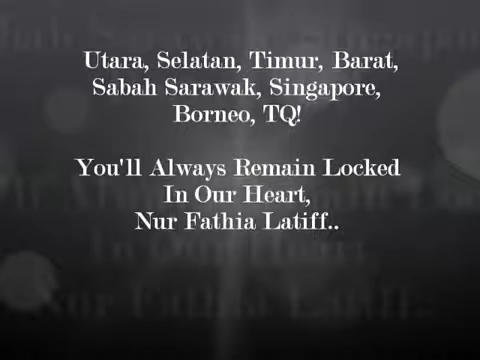 Utara, Selatan, Timur, Barat,
Sabah Sarawak, Singapore,
Borneo, TQ!
You'll Always Remain Locked
In Our Heart,
Nur Fathia Latiff..